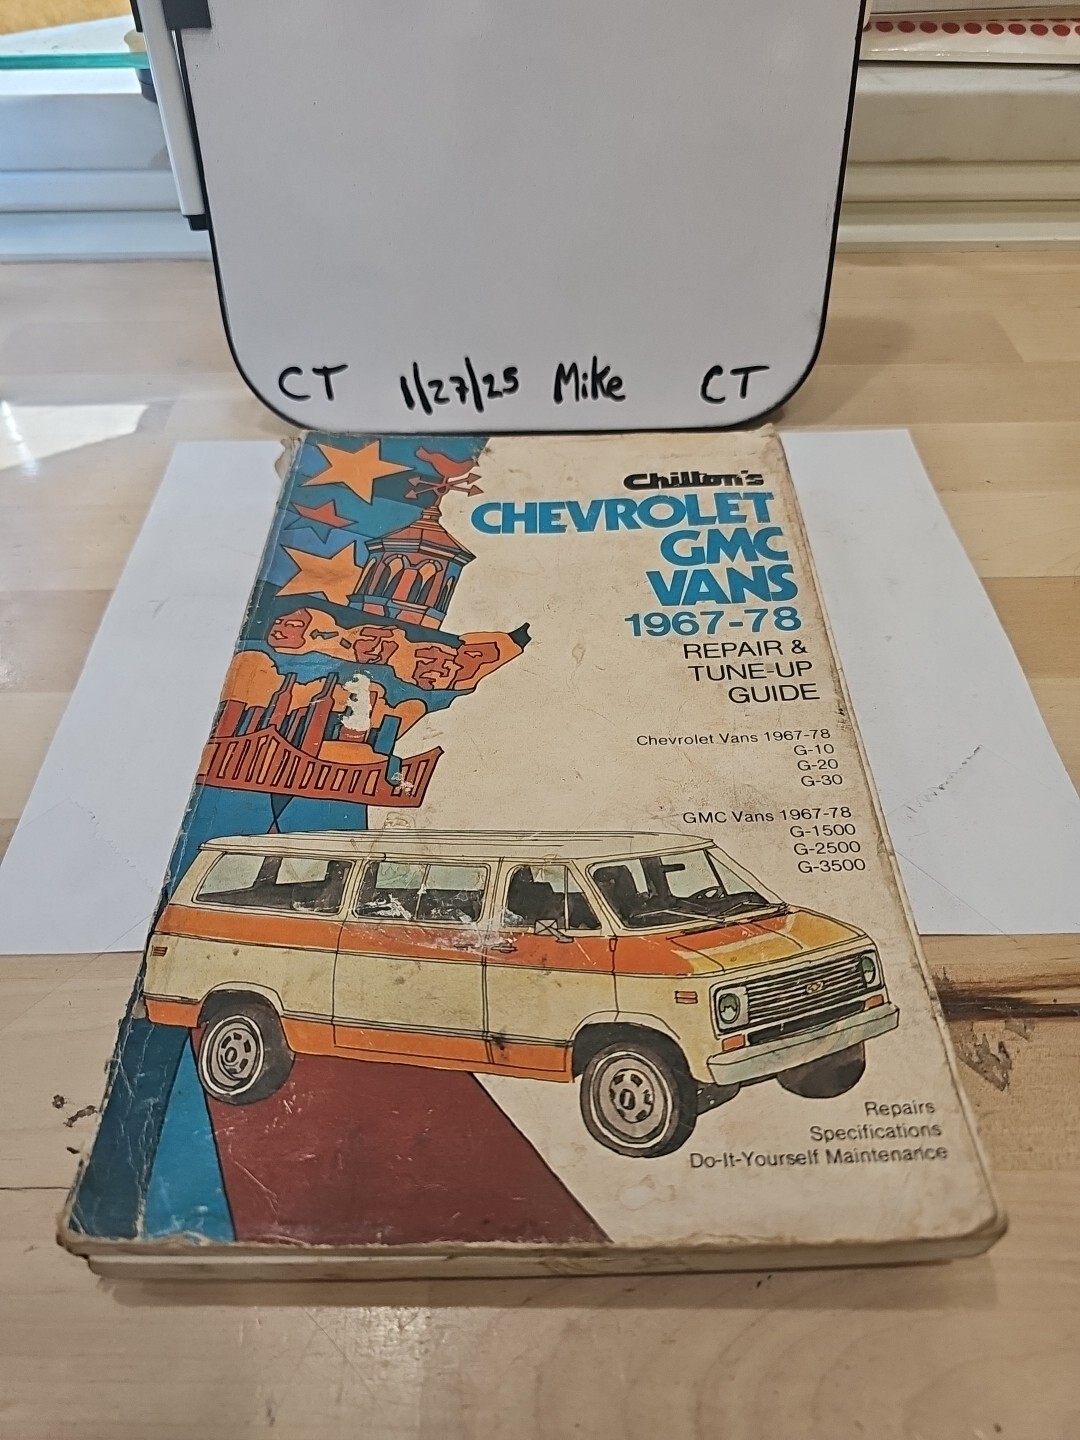 CT 1/27/25 Mike CT
Chilton's
CHEVROLET
GMC
VANS
1967-78
REPAIR &
TUNE-UP
GUIDE
Chevrolet Vans 1967-78
G-10
G-20
G-30
GMC Vans 1967-78
G-1500
G-2500
G-3500
Repairs
Specifications
Do-It-Yourself Maintenance